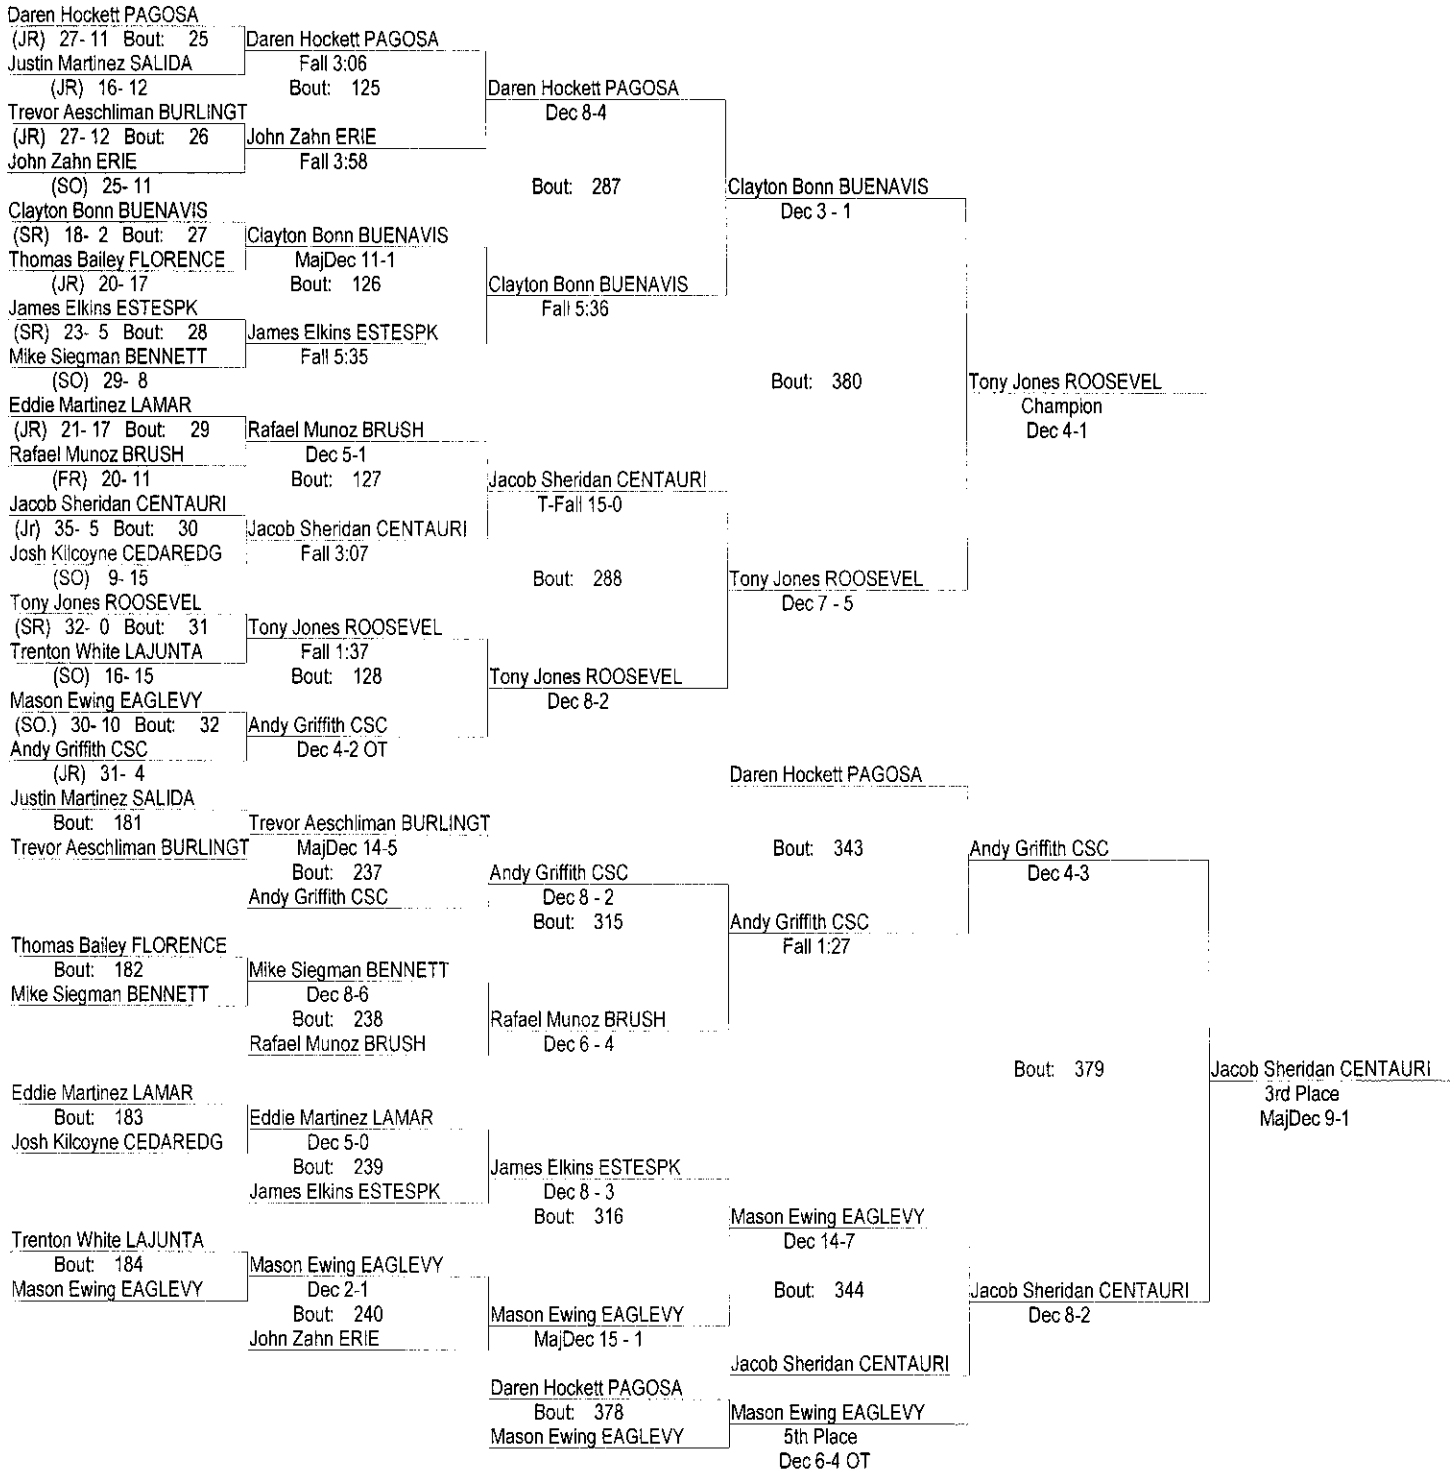 Daren Hockett PAGOSA
(JR) 27- 11 Bout: 25
Justin Martinez SALIDA
(JR) 16- 12
Trevor Aeschliman BURLINGT
(JR) 27- 12 Bout: 26
John Zahn ERIE
(SO) 25- 11
Clayton Bonn BUENAVIS
(SR) 18- 2 Bout: 27
Thomas Bailey FLORENCE
(JR) 20- 17
James Elkins ESTESPK
(SR) 23- 5 Bout: 28
Mike Siegman BENNETT
(SO) 29- 8
Eddie Martinez LAMAR
(JR) 21- 17 Bout: 29
Rafael Munoz BRUSH
(FR) 20- 11
Jacob Sheridan CENTAURI
(Jr) 35- 5 Bout: 30
Josh Kilcoyne CEDAREDG
(SO) 9- 15
Tony Jones ROOSEVEL
(SR) 32- 0 Bout: 31
Trenton White LAJUNTA
(SO) 16- 15
Mason Ewing EAGLEVY
(SO.) 30- 10 Bout: 32
Andy Griffith CSC
(JR) 31- 4
Daren Hockett PAGOSA
Fall 3:06
Bout: 125
John Zahn ERIE
Fall 3:58
Clayton Bonn BUENAVIS
MajDec 11-1
Bout: 126
James Elkins ESTESPK
Fall 5:35
Rafael Munoz BRUSH
Dec 5-1
Bout: 127
Jacob Sheridan CENTAURI
Fall 3:07
Tony Jones ROOSEVEL
Fall 1:37
Bout: 128
Andy Griffith CSC
Dec 4-2 OT
Daren Hockett PAGOSA
Dec 8-4
Bout: 287
Clayton Bonn BUENAVIS
Fall 5:36
Jacob Sheridan CENTAURI
T-Fall 15-0
Bout: 288
Tony Jones ROOSEVEL
Dec 8-2
Clayton Bonn BUENAVIS
Dec 3 - 1
Bout: 380
Tony Jones ROOSEVEL
Dec 7 - 5
Tony Jones ROOSEVEL
Champion
Dec 4-1
Justin Martinez SALIDA
Bout: 181
Trevor Aeschliman BURLINGT
Thomas Bailey FLORENCE
Bout: 182
Mike Siegman BENNETT
Eddie Martinez LAMAR
Bout: 183
Josh Kilcoyne CEDAREDG
Trenton White LAJUNTA
Bout: 184
Mason Ewing EAGLEVY
Trevor Aeschliman BURLINGT
MajDec 14-5
Bout: 237
Andy Griffith CSC
Mike Siegman BENNETT
Dec 8-6
Bout: 238
Rafael Munoz BRUSH
Eddie Martinez LAMAR
Dec 5-0
Bout: 239
James Elkins ESTESPK
Mason Ewing EAGLEVY
Dec 2-1
Bout: 240
John Zahn ERIE
Andy Griffith CSC
Dec 8 - 2
Bout: 315
Rafael Munoz BRUSH
Dec 6 - 4
James Elkins ESTESPK
Dec 8 - 3
Bout: 316
Mason Ewing EAGLEVY
MajDec 15 - 1
Daren Hockett PAGOSA
Bout: 343
Andy Griffith CSC
Fall 1:27
Mason Ewing EAGLEVY
Dec 14-7
Bout: 344
Jacob Sheridan CENTAURI
Andy Griffith CSC
Dec 4-3
Bout: 379
Jacob Sheridan CENTAURI
Dec 8-2
Jacob Sheridan CENTAURI
3rd Place
MajDec 9-1
Daren Hockett PAGOSA
Bout: 378
Mason Ewing EAGLEVY
Mason Ewing EAGLEVY
5th Place
Dec 6-4 OT